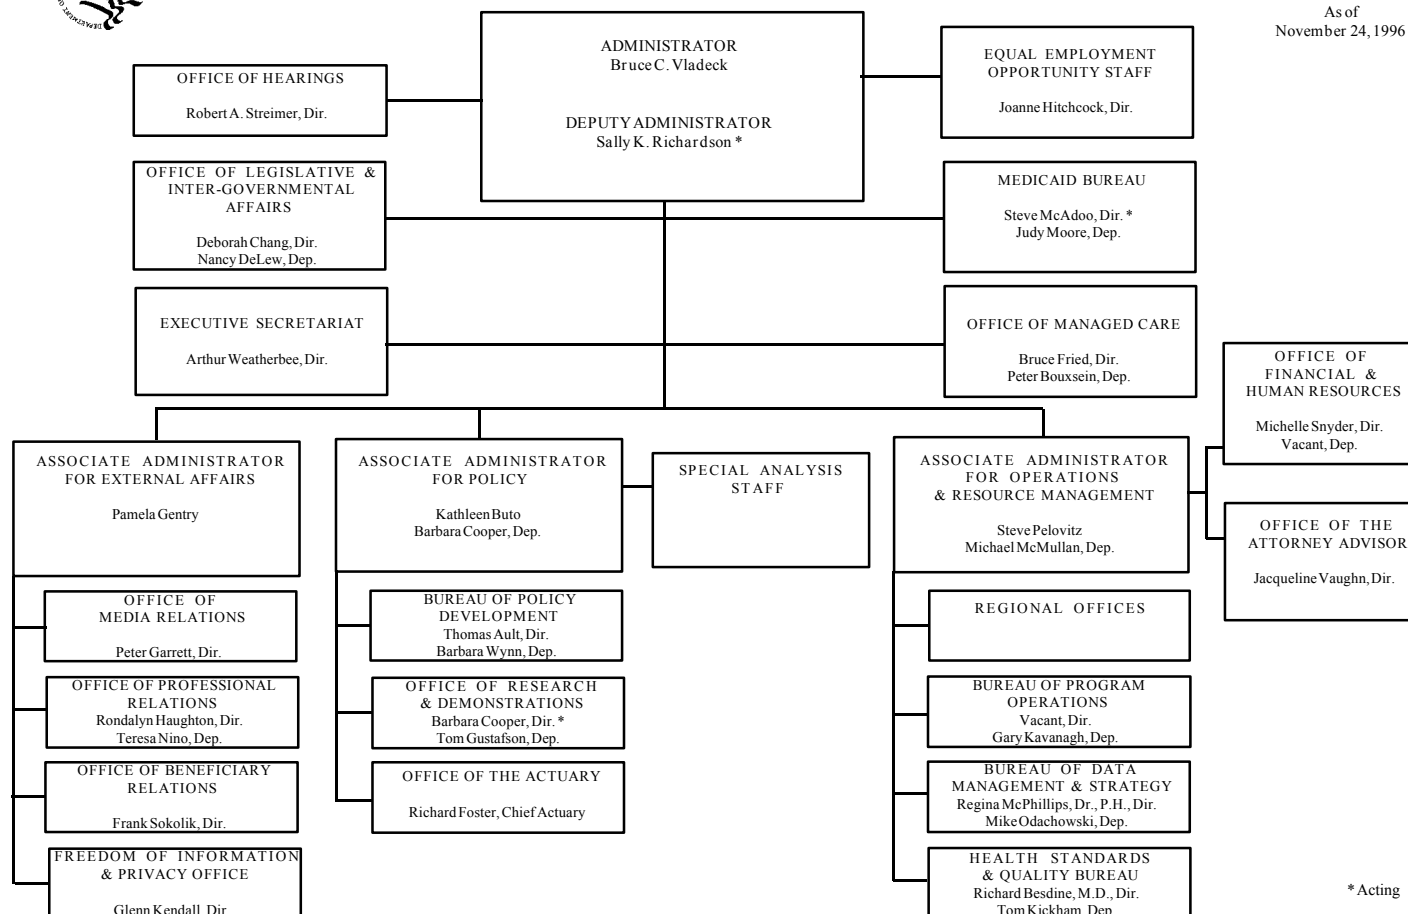 As of
November 24, 1996
ADMINISTRATOR
Bruce C. Vladeck
DEPUTY ADMINISTRATOR
Sally K. Richardson *
OFFICE OF HEARINGS
Robert A. Streimer, Dir.
EQUAL EMPLOYMENT
OPPORTUNITY STAFF
Joanne Hitchcock, Dir.
OFFICE OF LEGISLATIVE &
INTER-GOVERNMENTAL
AFFAIRS
Deborah Chang, Dir.
Nancy DeLew, Dep.
MEDICAID BUREAU
Steve McAdoo, Dir. *
Judy Moore, Dep.
EXECUTIVE SECRETARIAT
Arthur Weatherbee, Dir.
OFFICE OF MANAGED CARE
Bruce Fried, Dir.
Peter Bouxsein, Dep.
OFFICE OF
FINANCIAL &
HUMAN RESOURCES
Michelle Snyder, Dir.
Vacant, Dep.
ASSOCIATE ADMINISTRATOR
FOR EXTERNAL AFFAIRS
Pamela Gentry
ASSOCIATE ADMINISTRATOR
FOR POLICY
Kathleen Buto
Barbara Cooper, Dep.
SPECIAL ANALYSIS
STAFF
ASSOCIATE ADMINISTRATOR
FOR OPERATIONS
& RESOURCE MANAGEMENT
Steve Pelovitz
Michael McMullan, Dep.
OFFICE OF THE
ATTORNEY ADVISOR
Jacqueline Vaughn, Dir.
OFFICE OF
MEDIA RELATIONS
Peter Garrett, Dir.
OFFICE OF PROFESSIONAL
RELATIONS
Rondalyn Haughton, Dir.
Teresa Nino, Dep.
OFFICE OF BENEFICIARY
RELATIONS
Frank Sokolik, Dir.
FREEDOM OF INFORMATION
& PRIVACY OFFICE
Glenn Kendall, Dir.
BUREAU OF POLICY
DEVELOPMENT
Thomas Ault, Dir.
Barbara Wynn, Dep.
OFFICE OF RESEARCH
& DEMONSTRATIONS
Barbara Cooper, Dir. *
Tom Gustafson, Dep.
OFFICE OF THE ACTUARY
Richard Foster, Chief Actuary
REGIONAL OFFICES
BUREAU OF PROGRAM
OPERATIONS
Vacant, Dir.
Gary Kavanagh, Dep.
BUREAU OF DATA
MANAGEMENT & STRATEGY
Regina McPhillips, Dr., P.H., Dir.
Mike Odachowski, Dep.
HEALTH STANDARDS
& QUALITY BUREAU
Richard Besdine, M.D., Dir.
Tom Kickham, Dep.
* Acting
DEPARTMENT